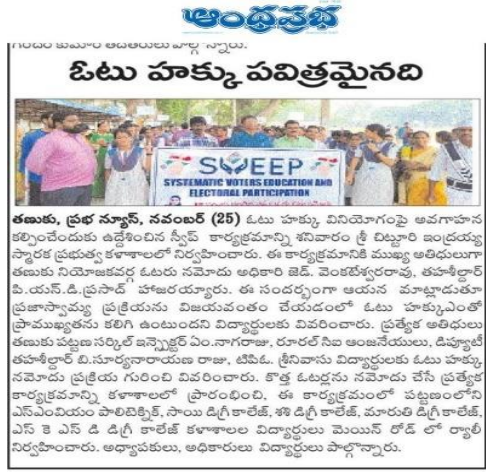 ఆంధ్రప్రభ
ఓటు హక్కు పవిత్రమైనది
SWEEP
SYSTEMATIC VOTERS EDUCATION AND
ELECTORAL PARTICIPATION
తణుకు, ప్రభ న్యూస్, నవంబర్ (25) ఓటు హక్కు వినియోగంపై అవగాహన
కల్పించేందుకు ఉద్దేశించిన స్వీప్ కార్యక్రమాన్ని శనివారం శ్రీ చిట్టూరి ఇంద్రయ్య
స్మారక ప్రభుత్వ కళాశాలలో నిర్వహించారు. ఈ కార్యక్రమానికి ముఖ్య అతిధులుగా
తణుకు నియోజకవర్గ ఓటరు నమోదు అధికారి జెడ్. వెంకటేశ్వరరావు, తహశీల్దార్
పి.యన్.డి.ప్రసాద్ హాజరయ్యారు. ఈ సందర్భంగా ఆయన మాట్లాడుతూ
ప్రజాస్వామ్య ప్రక్రియను విజయవంతం చేయడంలో ఓటు హక్కుఎంతో
ప్రాముఖ్యతను కలిగి ఉంటుందని విద్యార్థులకు వివరించారు. ప్రత్యేక అతిధులు
తణుకు పట్టణసర్కిల్ ఇన్స్పెక్టర్ ఏం.నాగరాజు, రూరల్ సిఐ ఆంజనేయులు, డిప్యూటీ
తహశీల్దార్ బి.సూర్యనారాయణ రాజు, టిపిఓ. శ్రీనివాసు విద్యార్థులకు ఓటు హక్కు
నమోదు ప్రక్రియ గురించి వివరించారు. కొత్త ఓటర్లను నమోదు చేసే ప్రత్యేక
కార్యక్రమాన్ని కళాశాలలో ప్రారంభించి, ఈ కార్యక్రమంలో పట్టణంలోని
ఎస్ఎంవియం పాలిటెక్నిక్, సాయి డిగ్రీ కాలేజ్, శశి డిగ్రీ కాలేజ్, మారుతి డిగ్రీ కాలేజ్,
ఎస్ కె ఎస్ డి డిగ్రీ కాలేజ్ కళాశాలల విద్యార్థులు మెయిన్ రోడ్ లో ర్యాలీ
నిర్వహించారు. అధ్యాపకులు, అధికారులు విద్యార్థులు పాల్గొన్నారు.